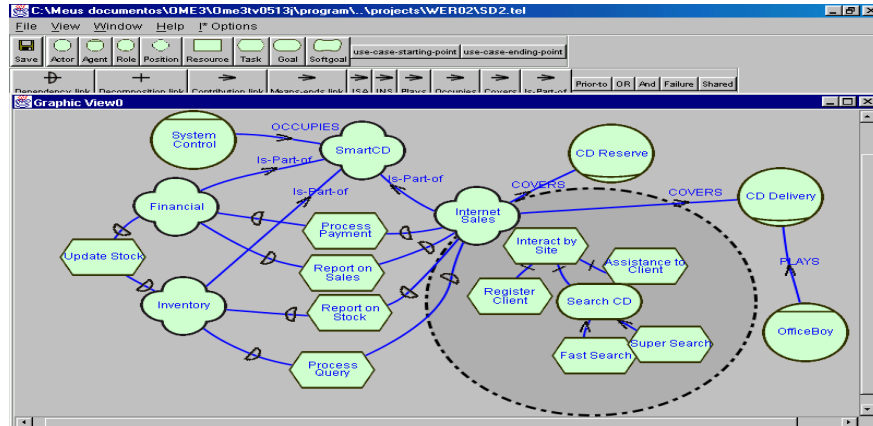 C:\Meus documentos\OME3\Ome3tv0513j\program\..\projects\WER02\SD2.tel
File View Window Help I* Options
Save Actor Agent Role Position Resource Task Goal Softgoal use-case-starting-point use-case-ending-point
Dependency link Decomposition link Contribution link Means-ends link ISA INS Plays Occupies Covers Is-Part-of Prior-to OR And Failure Shared
Graphic View0
System
Control
OCCUPIES
SmartCD
Is-Part-of
Is-Part-of
Is-Part-of
CD Reserve
COVERS
COVERS
CD Delivery
Financial
Process
Payment
Internet
Sales
Interact by
Site
Update Stock
Report on
Sales
Assistance to
Client
PLAYS
Register
Client
Inventory
Report on
Stock
Search CD
OfficeBoy
Fast Search
Super Search
Process
Query